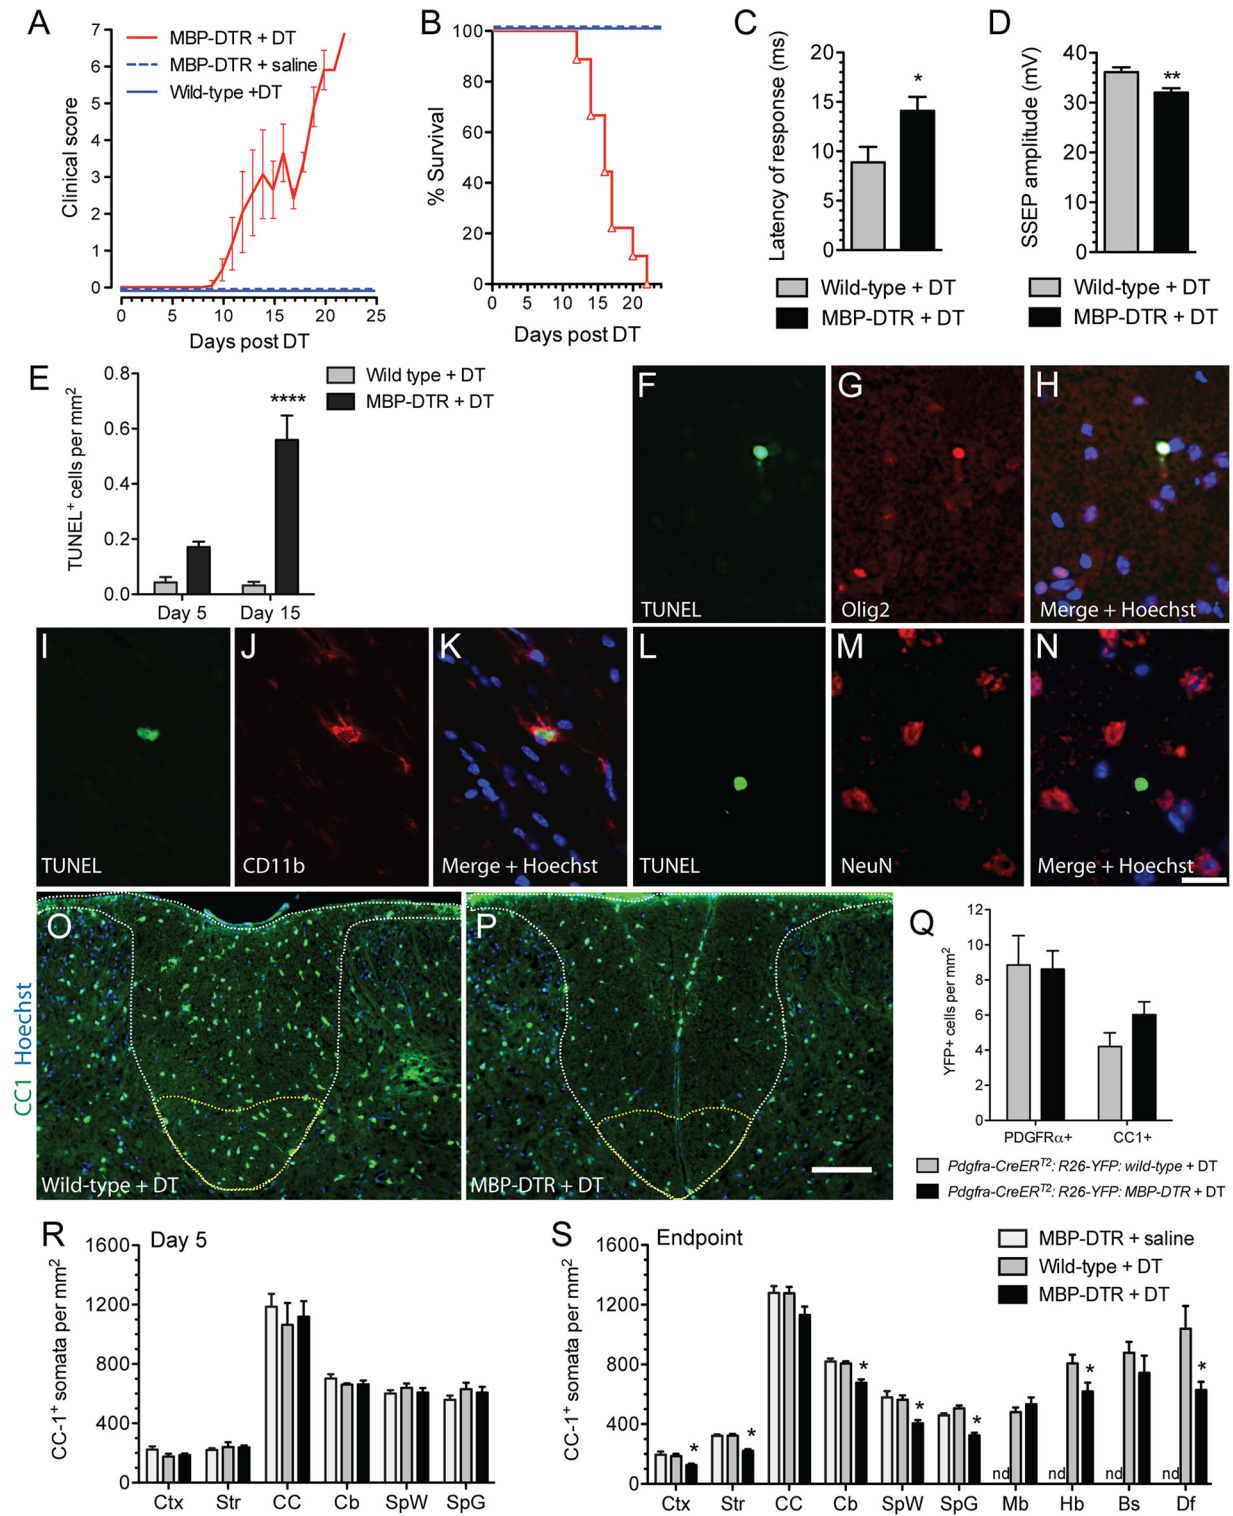 A
Clinical score
7
6
5
4
3
2
1
0
MBP-DTR + DT
MBP-DTR + saline
Wild-type +DT
0 5 10 15 20 25
Days post DT
B
% Survival
100
80
60
40
20
0
0 5 10 15 20
Days post DT
C
Latency of response (ms)
20
15
10
5
0
*
Wild-type + DT
MBP-DTR + DT
D
SSEP amplitude (mV)
40
30
40
10
0
**
Wild-type + DT
MBP-DTR + DT
E
TUNEL+ cells per mm2
0.8
0.6
0.4
0.2
0.0
****
Day 5 Day 15
Wild type + DT
MBP-DTR + DT
F
TUNEL
G
Olig2
H
Merge + Hoechst
I
TUNEL
J
CD11b
K
Merge + Hoechst
L
TUNEL
M
NeuN
N
Merge + Hoechst
CC1 Hoechst
O
Wild-type + DT
P
MBP-DTR + DT
Q
YFP+ cells per mm2
12
10
8
6
4
2
0
PDGFRα+ CC1+
Pdgfra-CreERT2: R26-YFP: wild-type + DT
Pdgfra-CreERT2: R26-YFP: MBP-DTR + DT
R
Day 5
CC-1+ somata per mm2
1600
1200
800
400
0
Ctx Str CC Cb SpW SpG
S
Endpoint
CC-1+ somata per mm2
1600
1200
800
400
0
MBP-DTR + saline
Wild-type + DT
MBP-DTR + DT
* * * * * * *
nd nd nd nd
Ctx Str CC Cb SpW SpG Mb Hb Bs Df